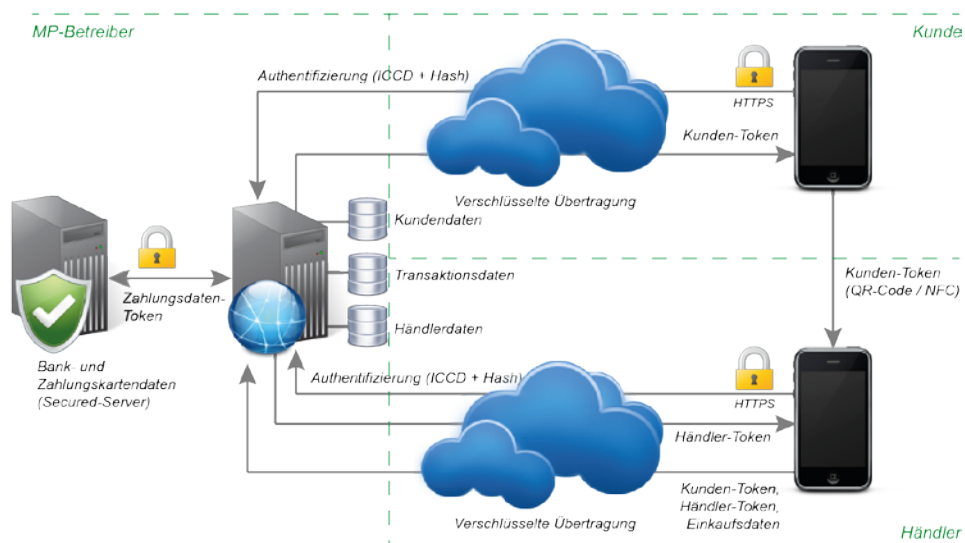 MP-Betreiber
Kunde
Authentifizierung (ICCD + Hash)
HTTPS
Kunden-Token
Verschlüsselte Übertragung
Kundendaten
Transaktionsdaten
Händlerdaten
Zahlungsdaten-
Token
Bank- und
Zahlungskartendaten
(Secured-Server)
Kunden-Token
(QR-Code / NFC)
Authentifizierung (ICCD + Hash)
HTTPS
Händler-Token
Kunden-Token,
Händler-Token,
Einkaufsdaten
Verschlüsselte Übertragung
Händler